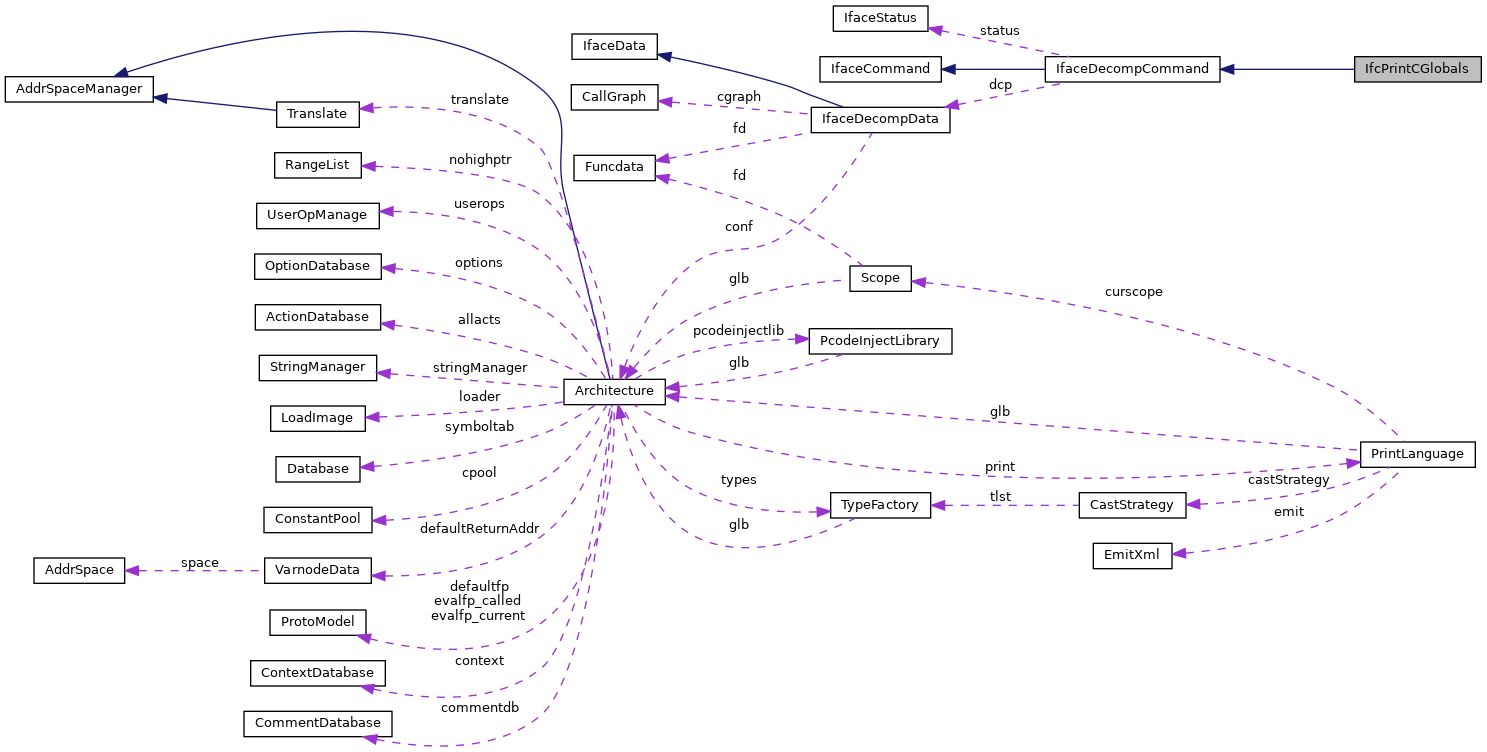 IfaceStatus
status
IfaceData
IfaceCommand
IfaceDecompCommand
IfcPrintCGlobals
AddrSpaceManager
dcp
CallGraph
cgraph
translate
Translate
IfaceDecompData
fd
nohighptr
RangeList
Funcdata
fd
userops
UserOpManage
conf
options
OptionDatabase
glb
Scope
curscope
allacts
ActionDatabase
pcodeinjectlib
PcodeInjectLibrary
glb
stringManager
StringManager
Architecture
loader
LoadImage
glb
symboltab
Database
cpool
print
PrintLanguage
types
castStrategy
TypeFactory
tlst
CastStrategy
emit
ConstantPool
defaultReturnAddr
glb
EmitXml
AddrSpace
space
VarnodeData
defaultfp
evalfp_called
evalfp_current
ProtoModel
context
ContextDatabase
commentdb
CommentDatabase